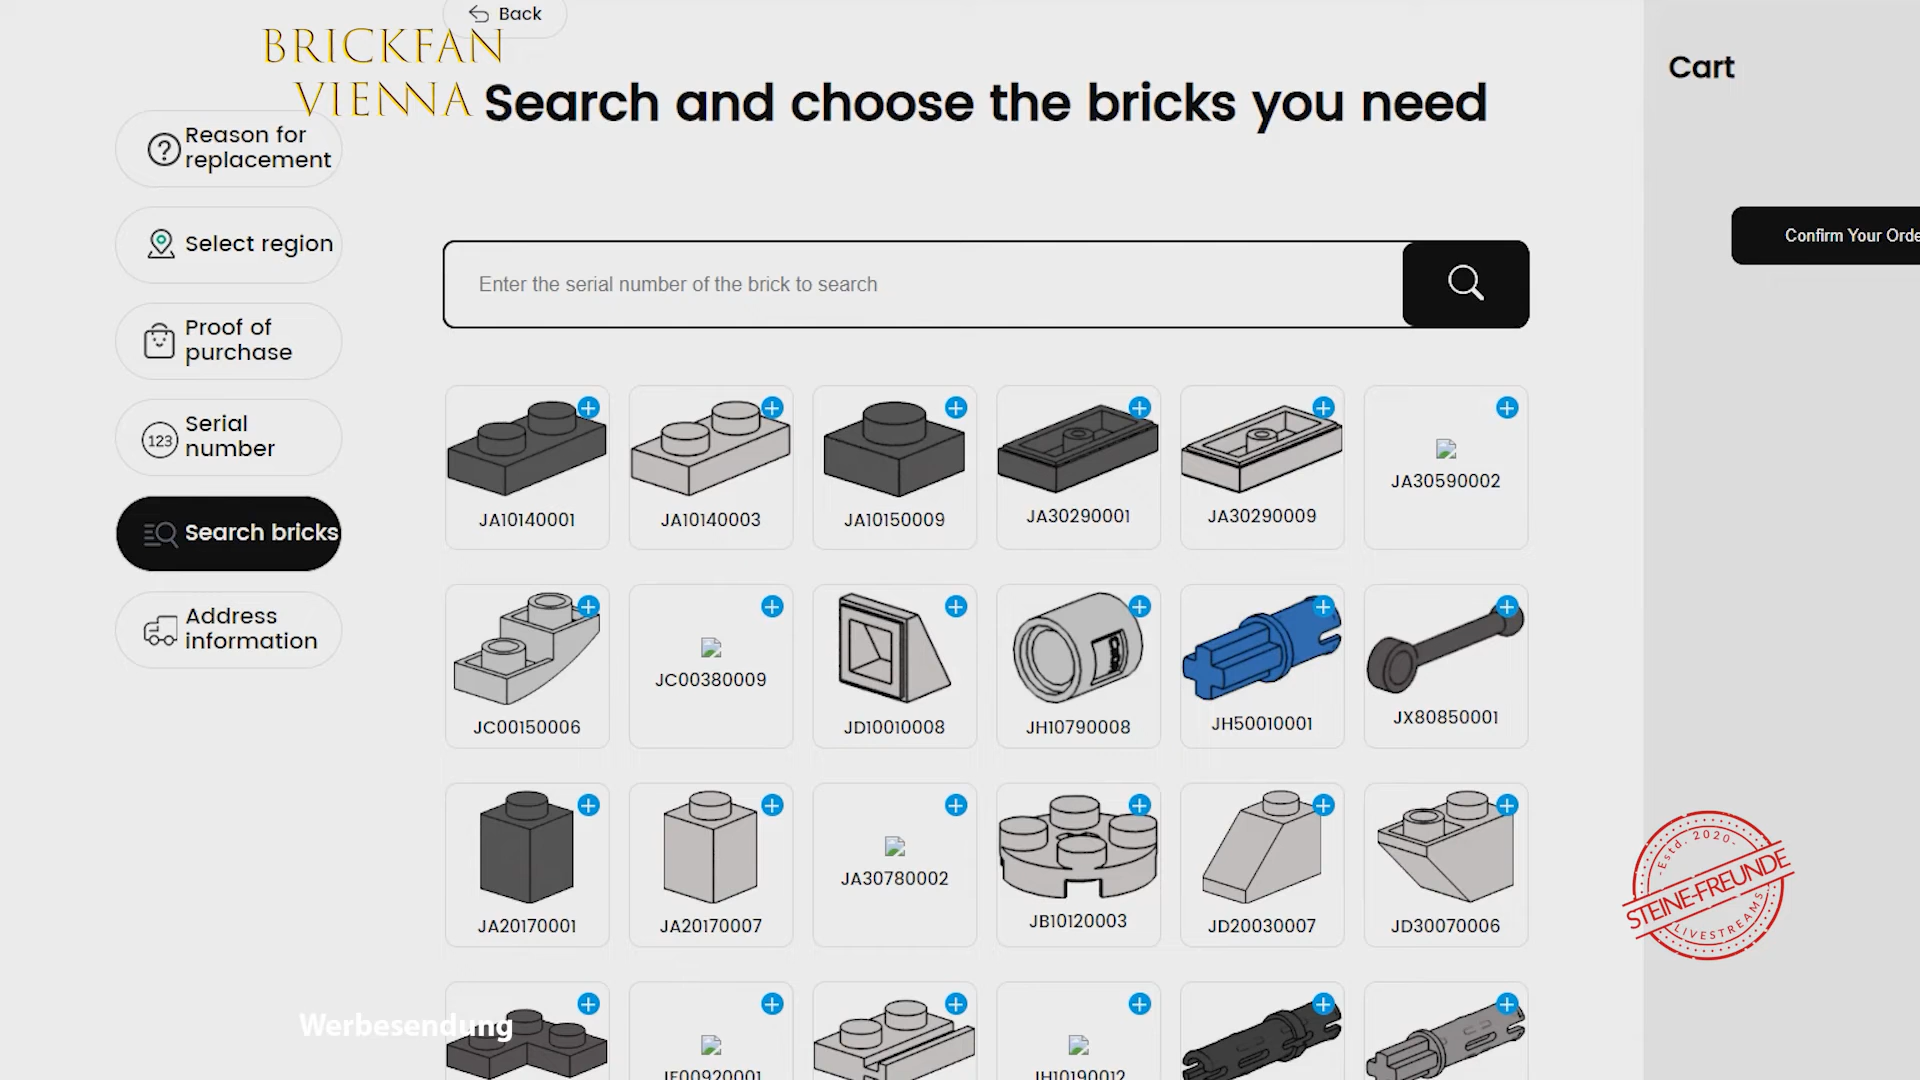 Back
BRICKFAN
VIENNA
Search and choose the bricks you need
Cart
Reason for
replacement
Select region
Proof of
purchase
123
Serial
number
Search bricks
Address
information
Enter the serial number of the brick to search
Confirm Your Orde
JA10140001
JA10140003
JA10150009
JA30290001
JA30290009
JA30590002
JC00150006
JC00380009
JD10010008
JH10790008
JH50010001
JX80850001
JA20170001
JA20170007
JA30780002
JB10120003
JD20030007
JD30070006
-Estd. 2020-
STEINE-FREUNDE
LIVESTREAMS
Werbesendung
JH10190012